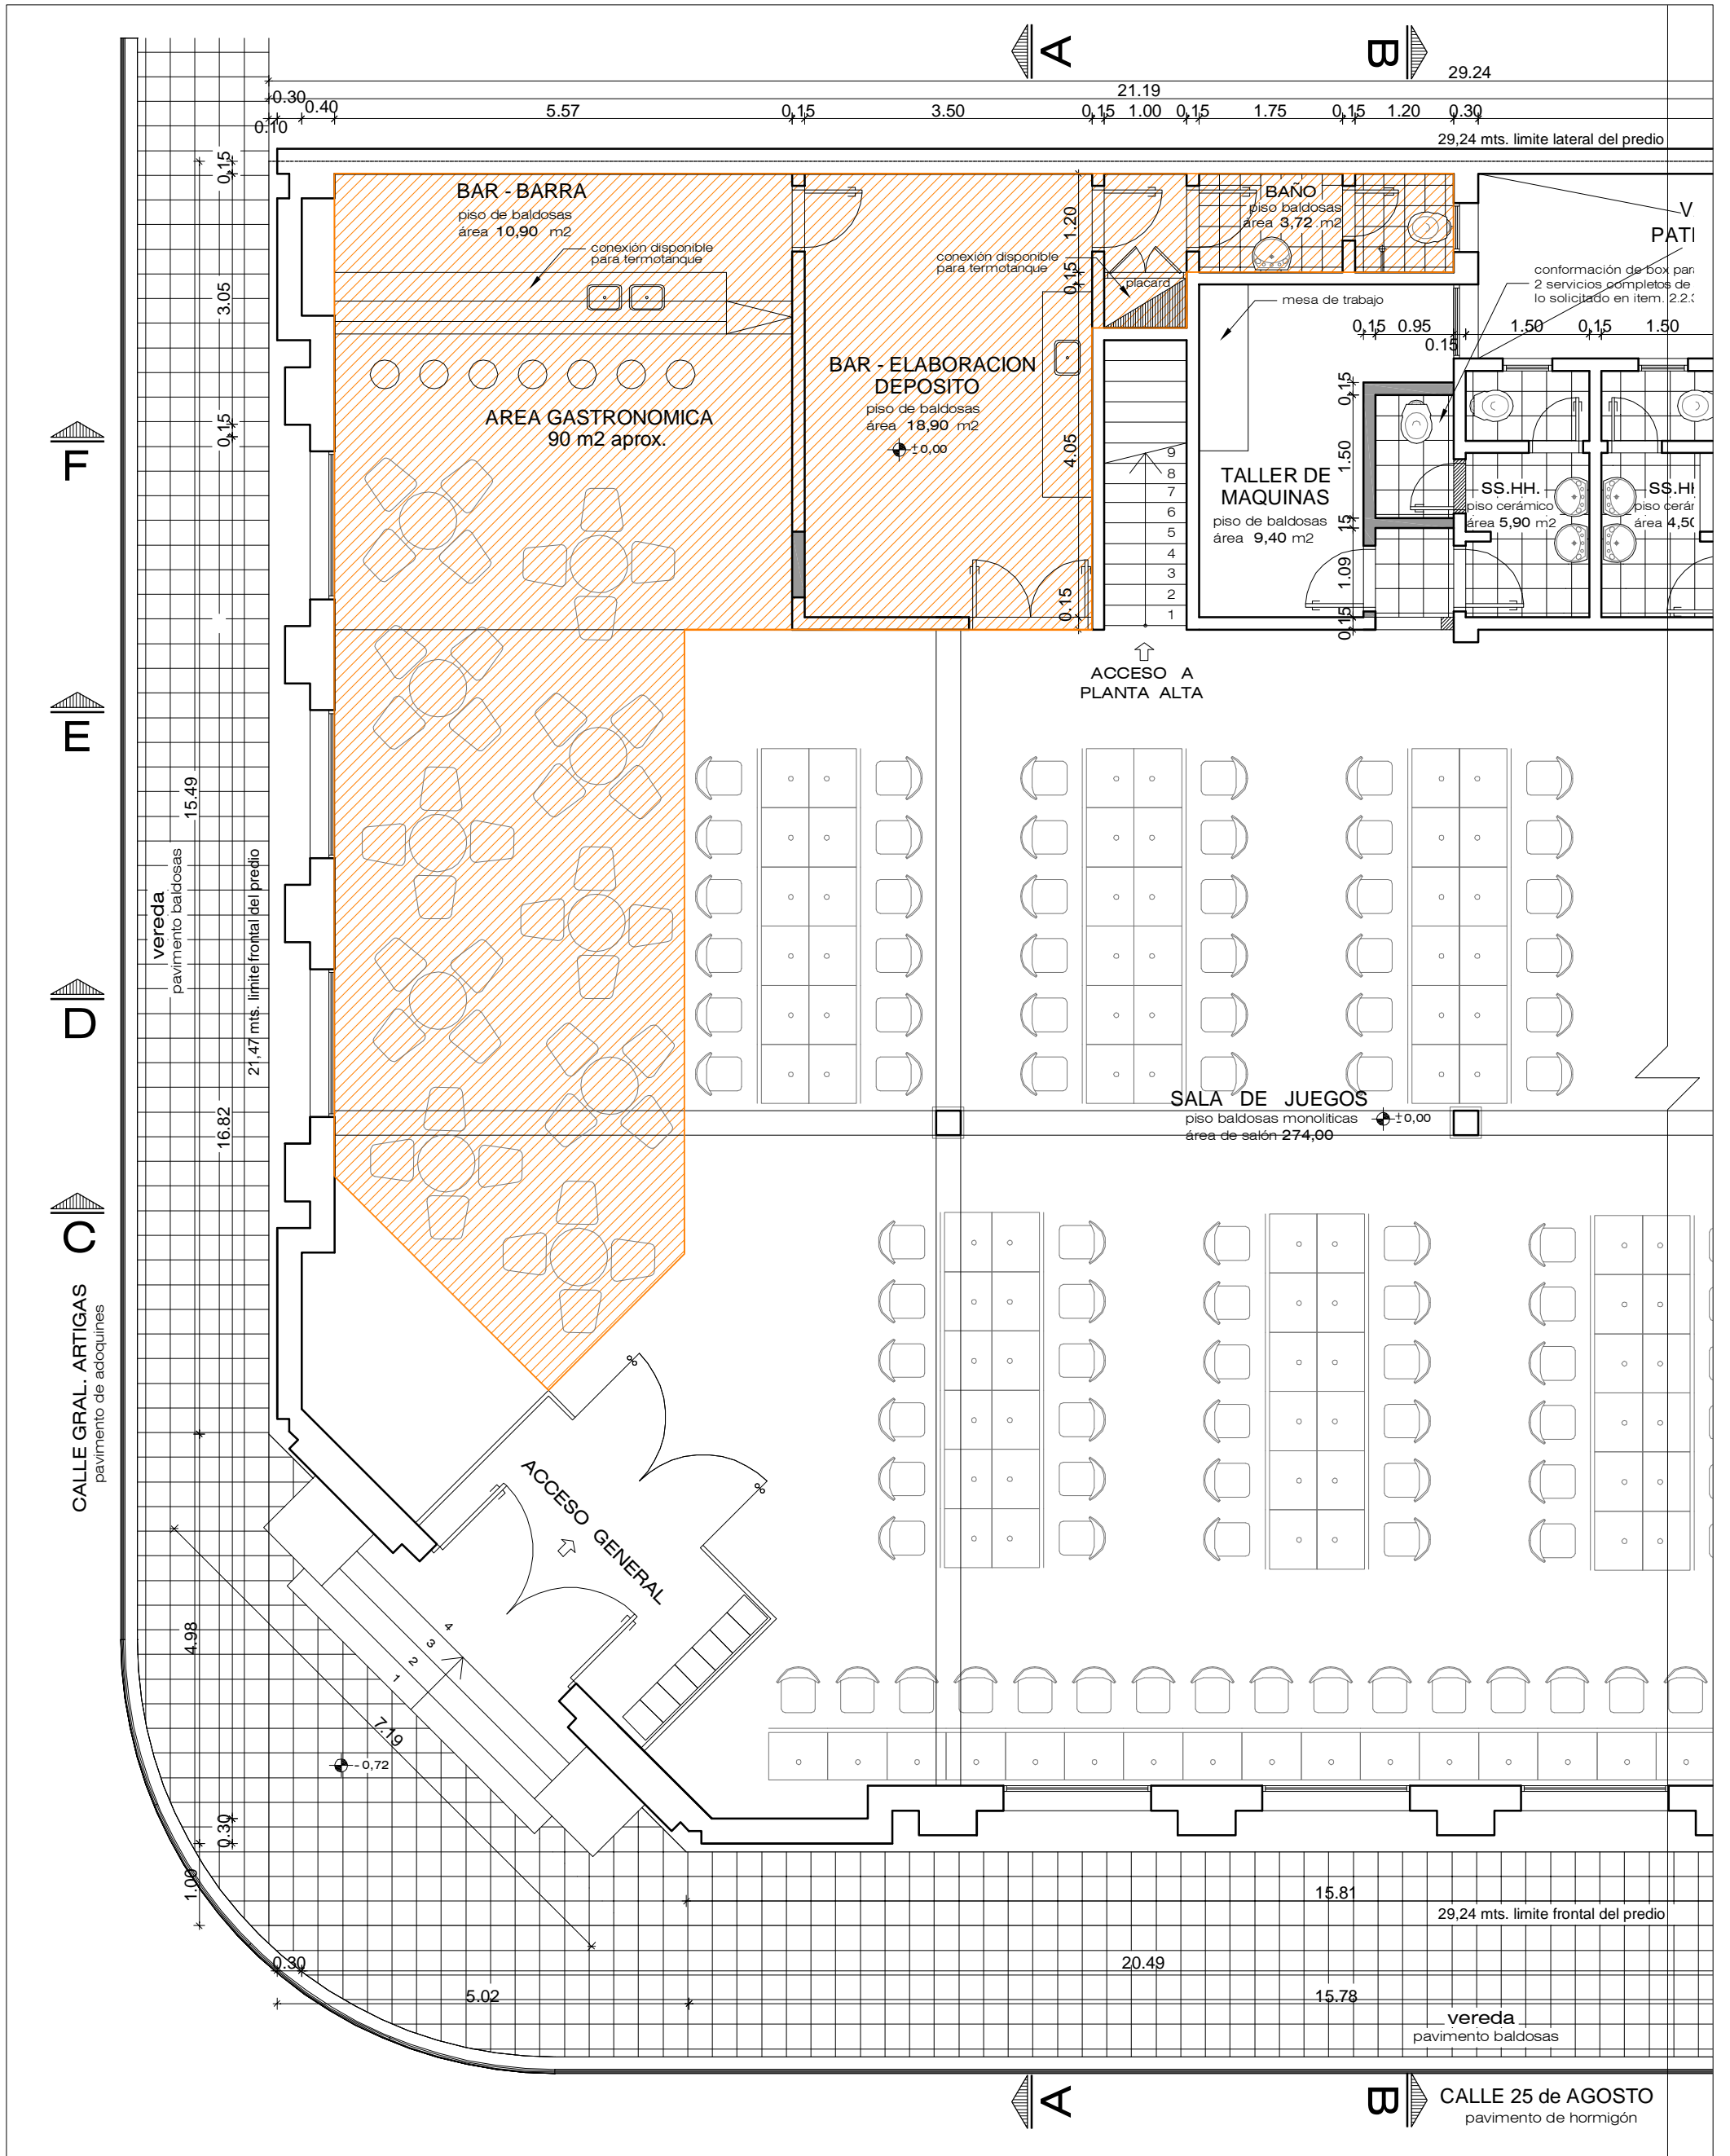 A
B
29.24
21.19
0.30
0.40
5.57
0.15
3.50
0.15
1.00
0.15
1.75
0.15
1.20
0.30
0.10
29,24 mts. limite lateral del predio
0.15
BAR - BARRA
piso de baldosas
área 10,90 m2
conexión disponible
para termotanque
1.20
conexión disponible
para termotanque
0.15
placard
BAÑO
piso baldosas
área 3,72 m2
V
PATI
conformación de box para
2 servicios completos de
lo solicitado en item. 2.2.3
mesa de trabajo
3.05
0.15
0.95
0.15
1.50
0.15
1.50
BAR - ELABORACION
DEPOSITO
piso de baldosas
área 18,90 m2
±0,00
AREA GASTRONOMICA
90 m2 aprox.
0.15
0.15
F
4.05
9
8
7
6
5
4
3
2
1
TALLER DE
MAQUINAS
piso de baldosas
área 9,40 m2
1.50
SS.HH.
piso cerámico
área 5,90 m2
SS.HH
piso cerám
área 4,50
15
1.09
0.15
0.15
ACCESO A
PLANTA ALTA
E
15.49
vereda
pavimento baldosas
21,47 mts. limite frontal del predio
D
16.82
SALA DE JUEGOS
piso baldosas monoliticas
área de salón 274,00
±0,00
C
CALLE GRAL. ARTIGAS
pavimento de adoquines
ACCESO GENERAL
4
3
2
1
4.98
7.19
-0,72
0.30
1.00
15.81
29,24 mts. limite frontal del predio
0.30
20.49
5.02
15.78
vereda
pavimento baldosas
A
B
CALLE 25 de AGOSTO
pavimento de hormigón